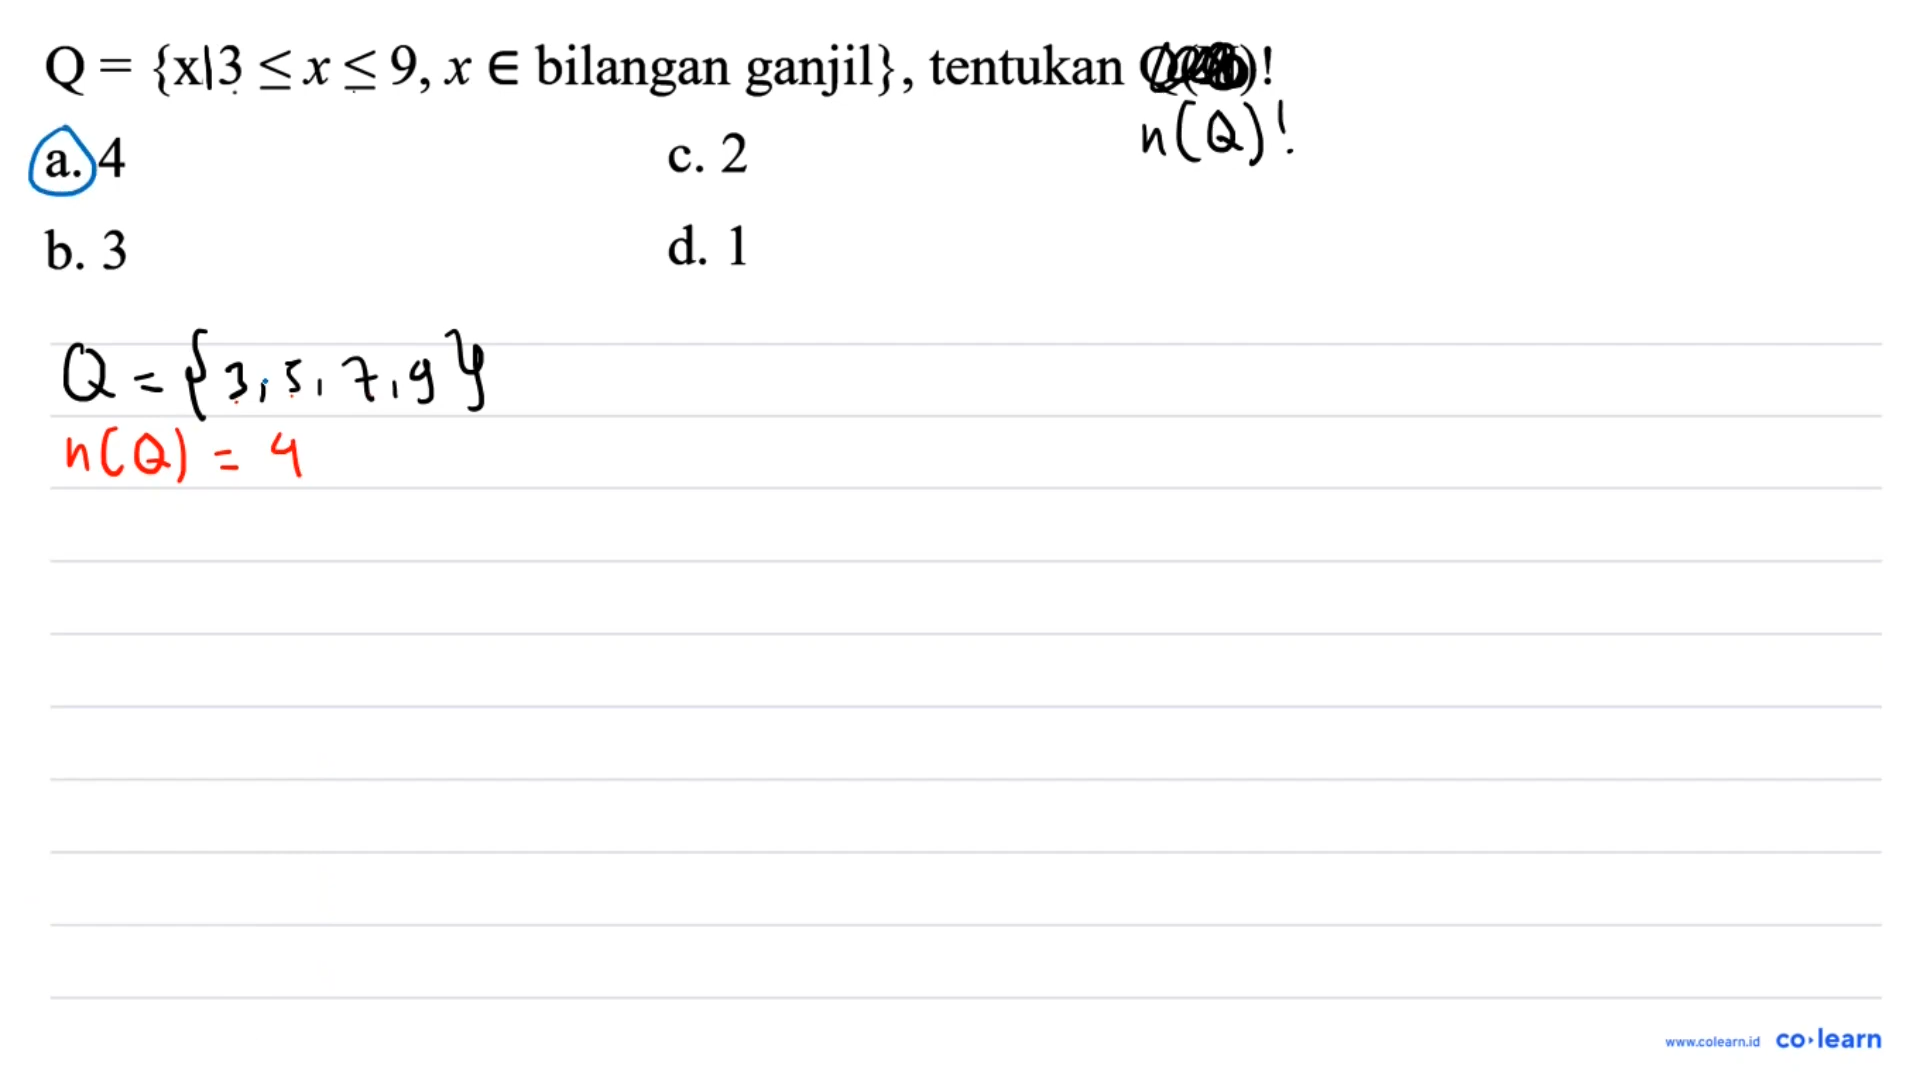 Q = {x|3 ≤ x ≤ 9, x ∈ bilangan ganjil}, tentukan !
n(Q)!
a. 4
c. 2
b. 3
d. 1
Q = {3, 5, 7, 9}
n(Q) = 4
www.colearn.id co learn